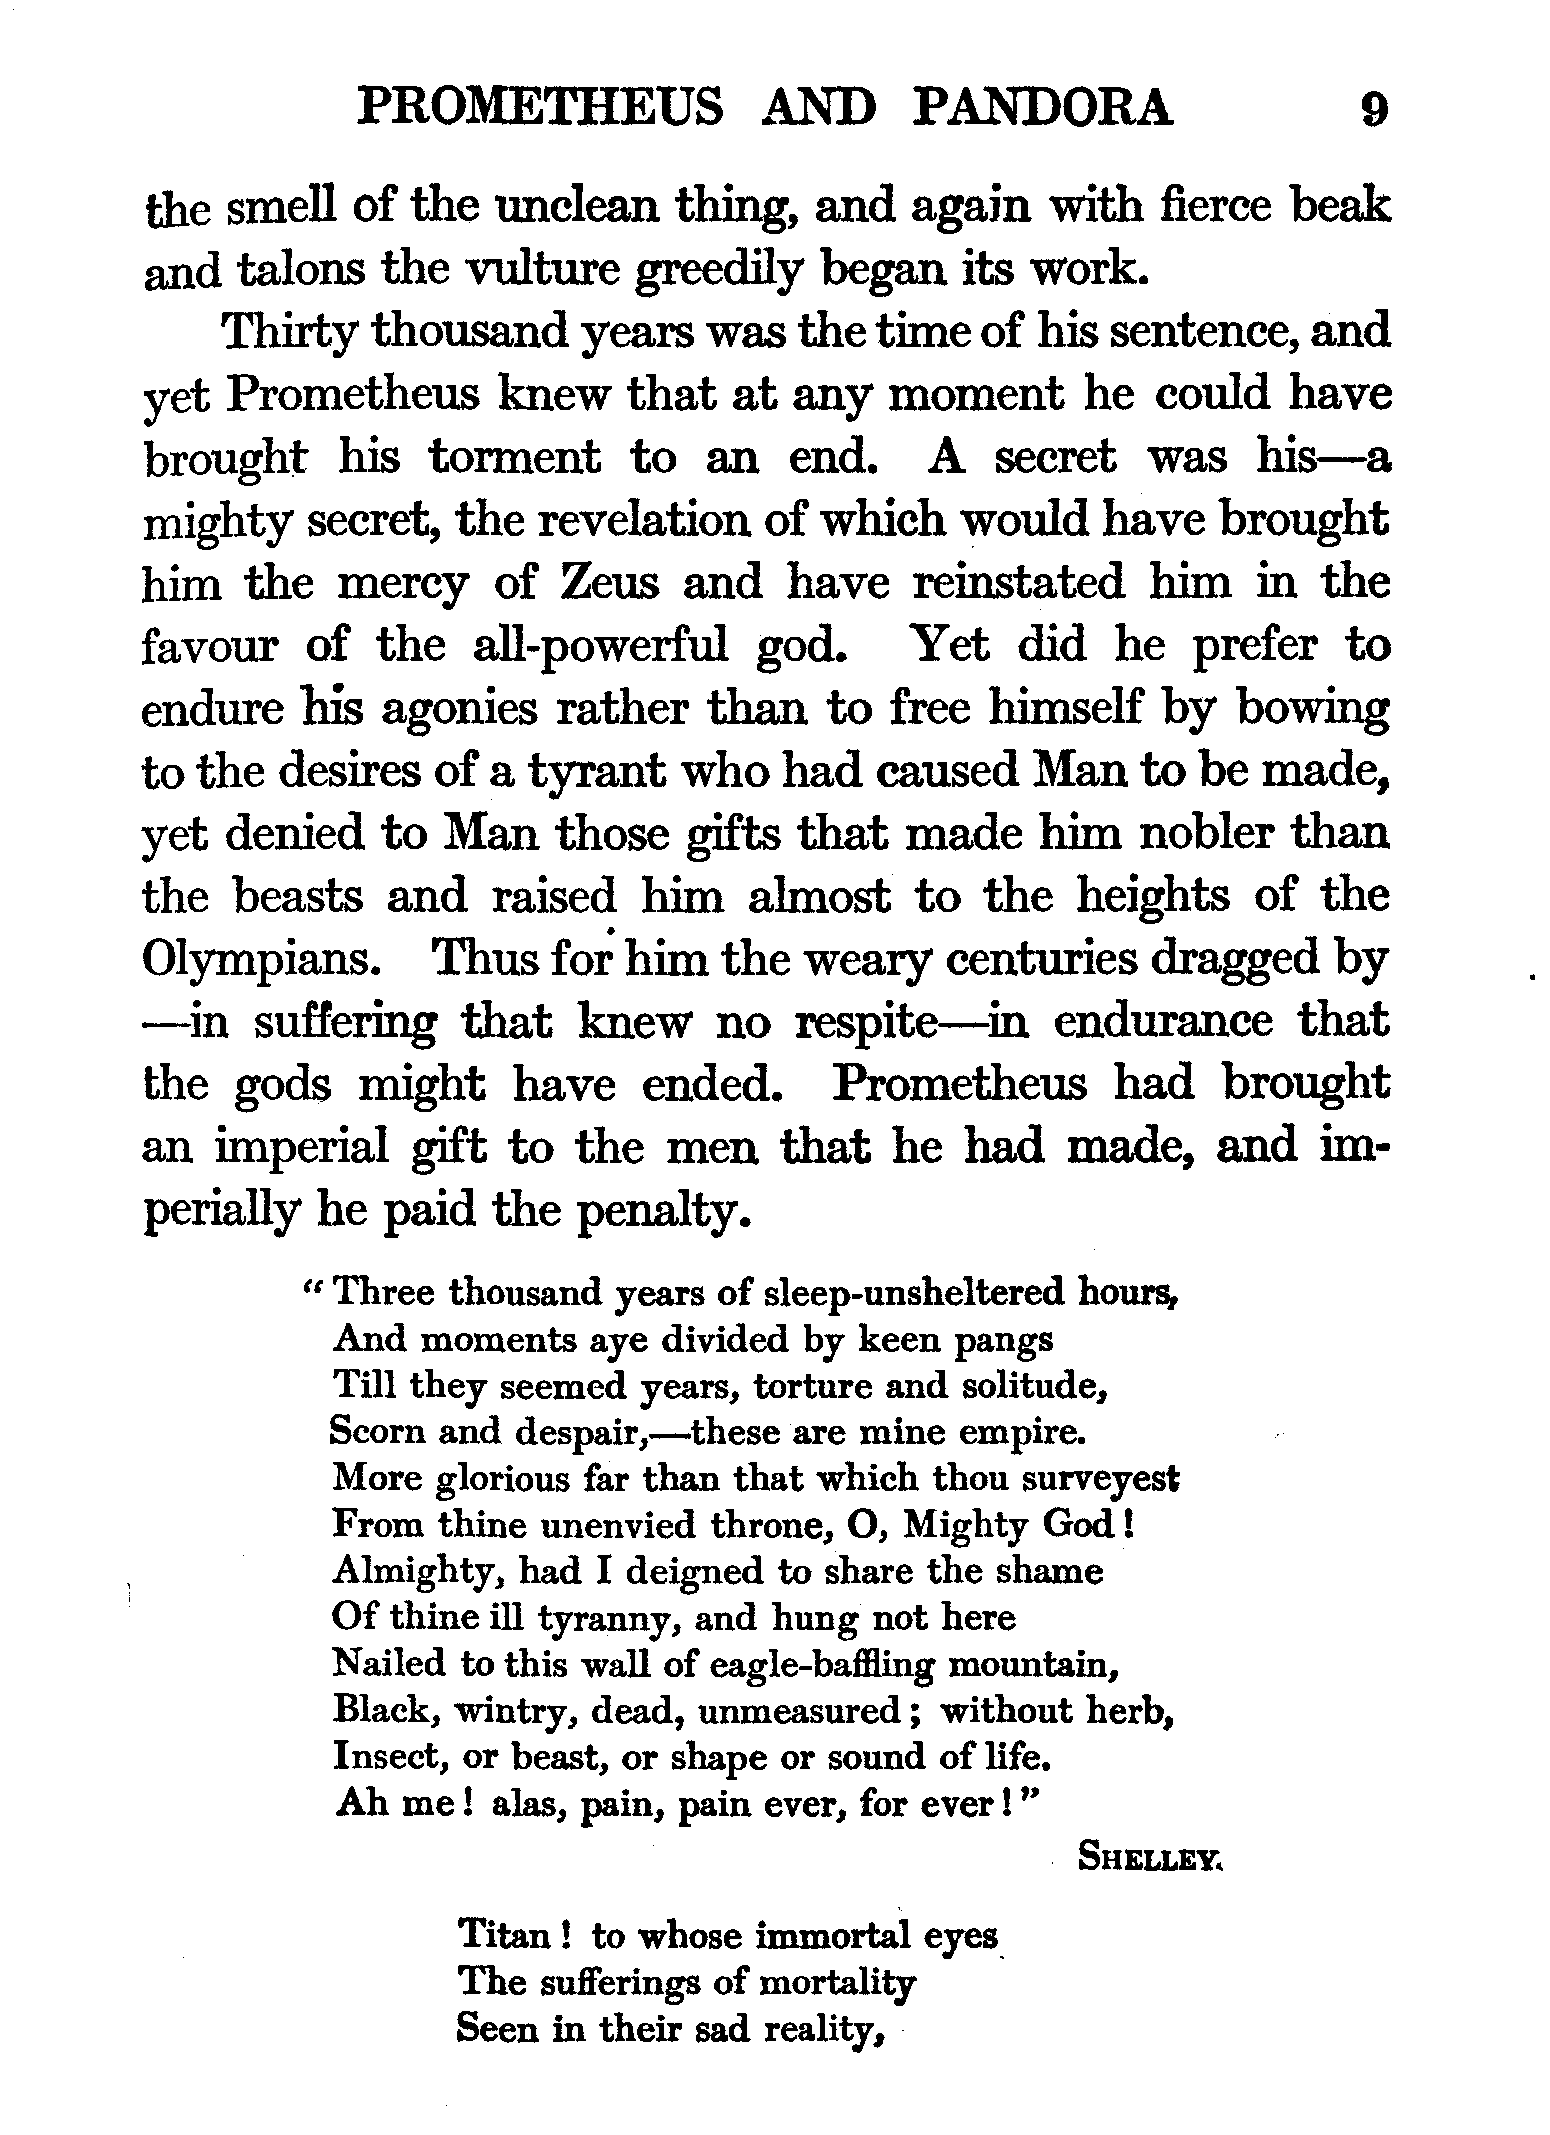 PROMETHEUS AND PANDORA 9
the smell of the unclean thing, and again with fierce beak
and talons the vulture greedily began its work.
Thirty thousand years was the time of his sentence, and
yet Prometheus knew that at any moment he could have
brought his torment to an end. A secret was his—a
mighty secret, the revelation of which would have brought
him the mercy of Zeus and have reinstated him in the
favour of the all-powerful god. Yet did he prefer to
endure his agonies rather than to free himself by bowing
to the desires of a tyrant who had caused Man to be made,
yet denied to Man those gifts that made him nobler than
the beasts and raised him almost to the heights of the
Olympians. Thus for him the weary centuries dragged by
—in suffering that knew no respite—in endurance that
the gods might have ended. Prometheus had brought
an imperial gift to the men that he had made, and im-
perially he paid the penalty.
“Three thousand years of sleep-unsheltered hours,
And moments aye divided by keen pangs
Till they seemed years, torture and solitude,
Scorn and despair,—these are mine empire.
More glorious far than that which thou surveyest
From thine unenvied throne, O, Mighty God!
Almighty, had I deigned to share the shame
Of thine ill tyranny, and hung not here
Nailed to this wall of eagle-baffling mountain,
Black, wintry, dead, unmeasured; without herb,
Insect, or beast, or shape or sound of life.
Ah me! alas, pain, pain ever, for ever!”
SHELLEY.
Titan! to whose immortal eyes
The sufferings of mortality
Seen in their sad reality,